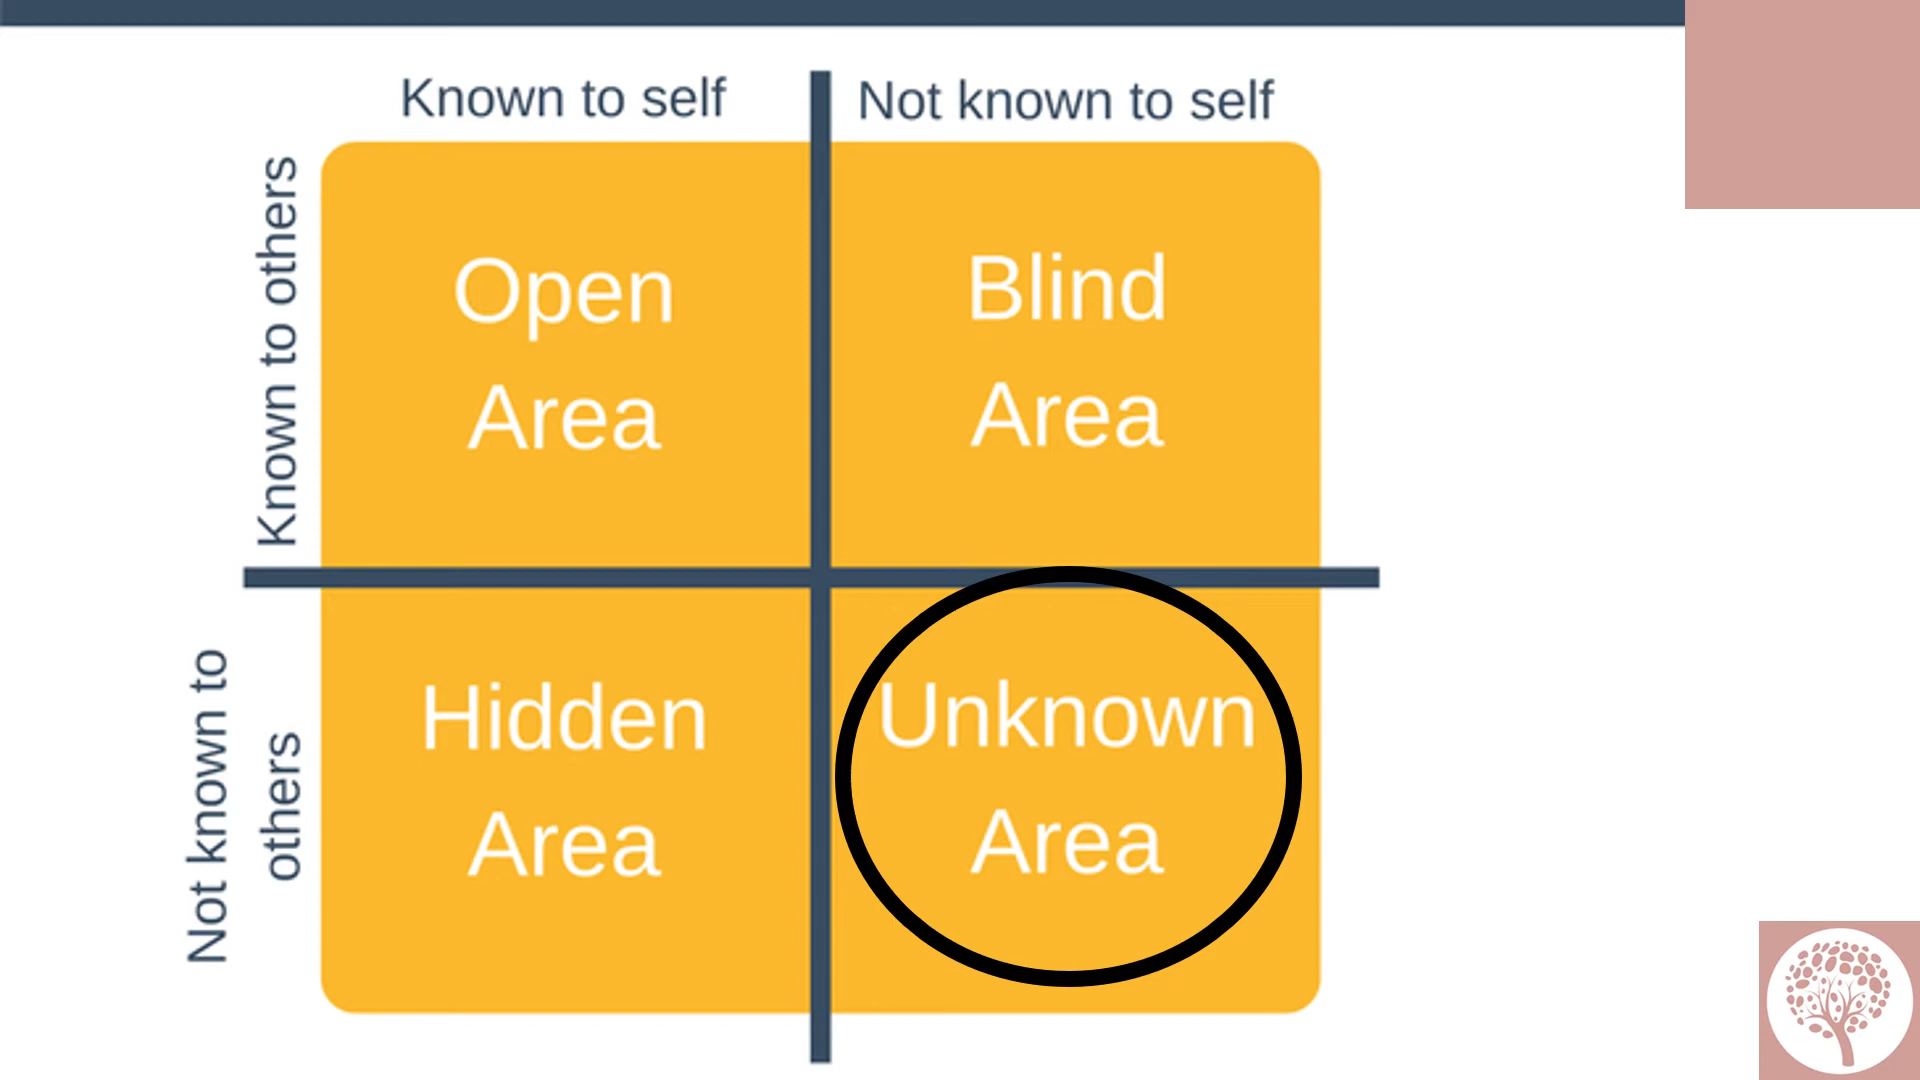 Known to self
Not known to self
Known to others
Open
Area
Blind
Area
Not known to
others
Hidden
Area
Unknown
Area